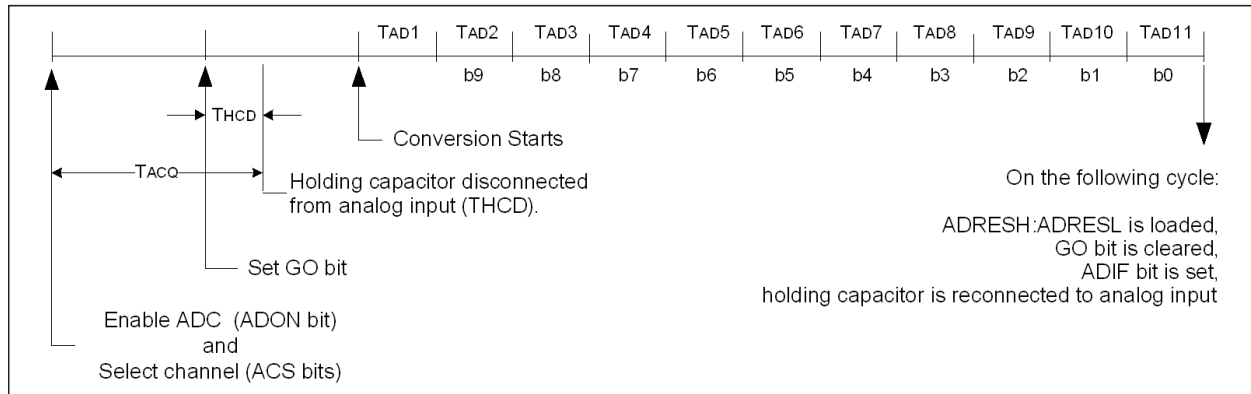 TAD1 TAD2 TAD3 TAD4 TAD5 TAD6 TAD7 TAD8 TAD9 TAD10 TAD11
b9 b8 b7 b6 b5 b4 b3 b2 b1 b0
THCD
Conversion Starts
TACQ
Holding capacitor disconnected
from analog input (THCD).
On the following cycle:
ADRESH:ADRESL is loaded,
GO bit is cleared,
ADIF bit is set,
holding capacitor is reconnected to analog input
Set GO bit
Enable ADC (ADON bit)
and
Select channel (ACS bits)